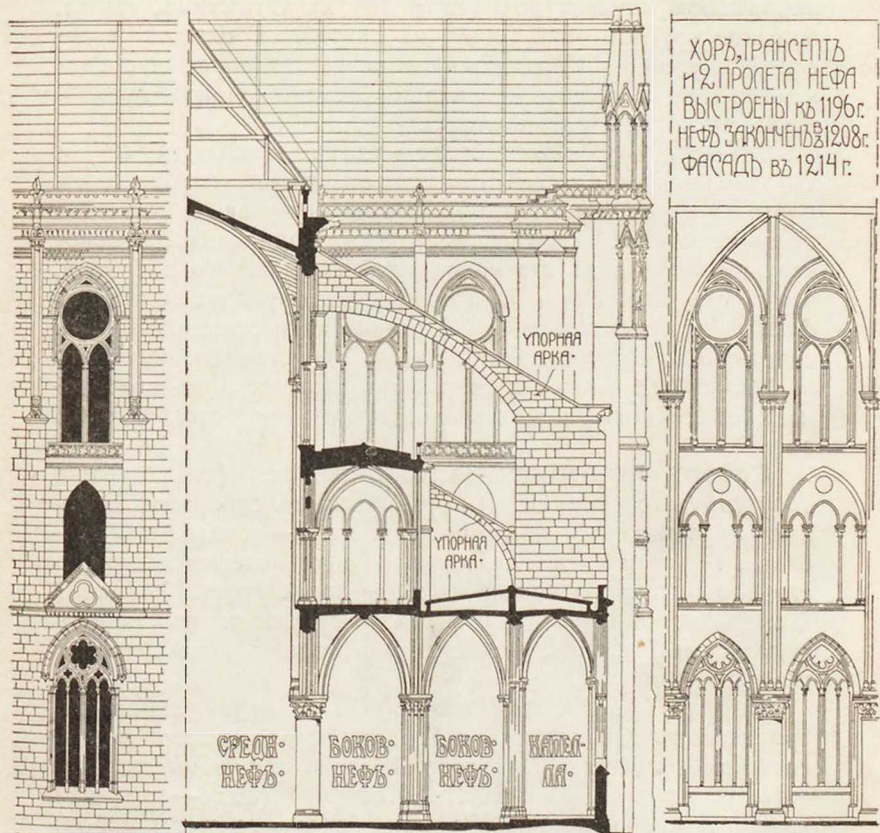 ХОРЪ, ТРАНСЕПТЪ
и 2 ПРОЛЕТА НЕФА
ВЫСТРОЕНЫ къ 1196 г.
НЕФЪ ЗАКОНЧЕНЪ въ 1208 г.
ФАСАДЪ въ 1214 г.
УПОРНАЯ
АРКА·
УПОРНАЯ
АРКА·
СРЕДН·
НЕФЪ·
БОКОВ·
НЕФЪ·
БОКОВ·
НЕФЪ·
КАПЕЛ-
ЛА·